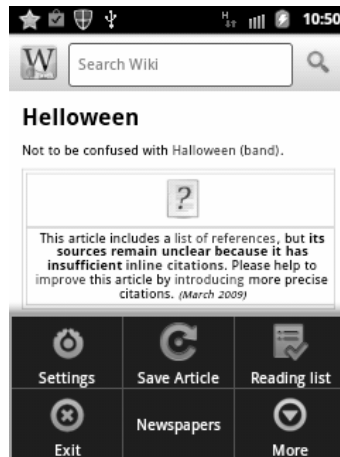 H
10:50
W
Search Wiki
Helloween
Not to be confused with Halloween (band).
?
This article includes a list of references, but its
sources remain unclear because it has
insufficient inline citations. Please help to
improve this article by introducing more precise
citations. (March 2009)
Settings
Save Article
Reading list
Exit
Newspapers
More